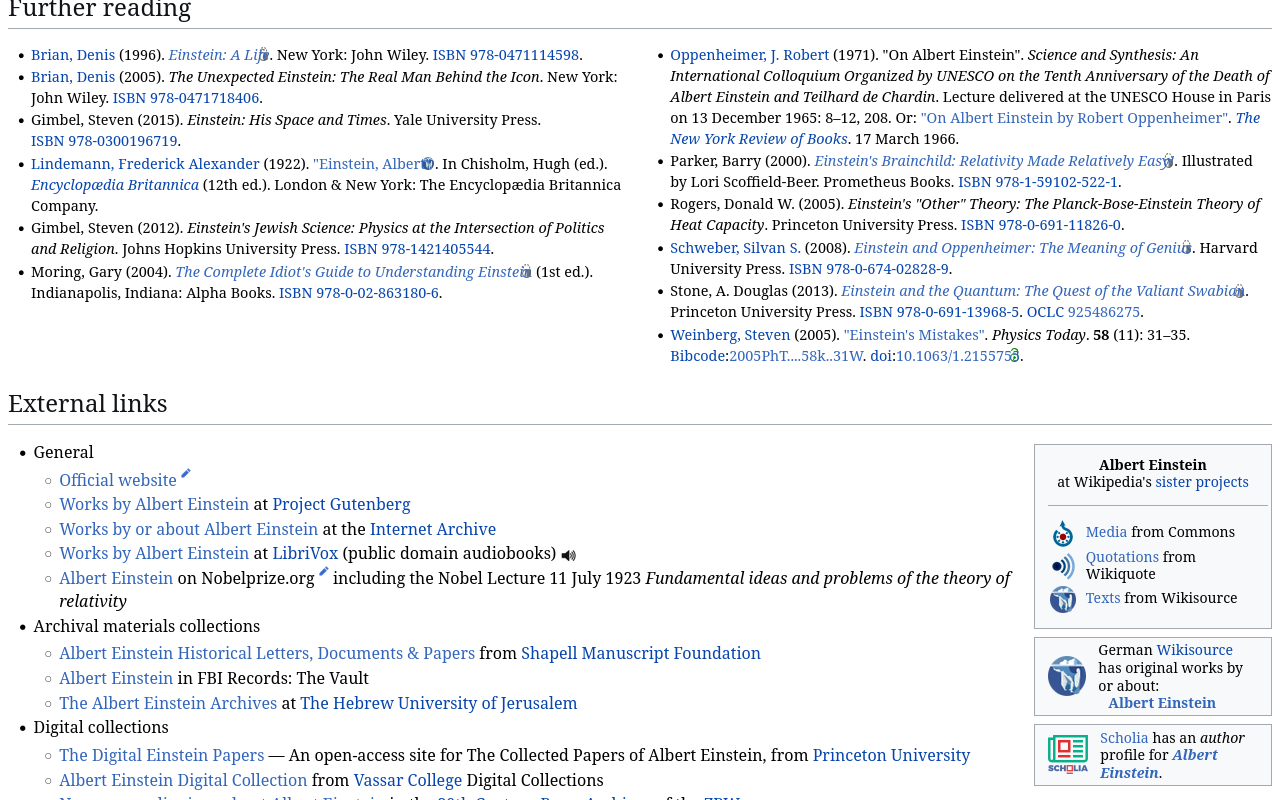 Further reading
Brian, Denis (1996). Einstein: A Life. New York: John Wiley. ISBN 978-0471114598.
Brian, Denis (2005). The Unexpected Einstein: The Real Man Behind the Icon. New York:
John Wiley. ISBN 978-0471718406.
Gimbel, Steven (2015). Einstein: His Space and Times. Yale University Press.
ISBN 978-0300196719.
Lindemann, Frederick Alexander (1922). "Einstein, Albert". In Chisholm, Hugh (ed.).
Encyclopædia Britannica (12th ed.). London & New York: The Encyclopædia Britannica
Company.
Gimbel, Steven (2012). Einstein's Jewish Science: Physics at the Intersection of Politics
and Religion. Johns Hopkins University Press. ISBN 978-1421405544.
Moring, Gary (2004). The Complete Idiot's Guide to Understanding Einstein (1st ed.).
Indianapolis, Indiana: Alpha Books. ISBN 978-0-02-863180-6.
Oppenheimer, J. Robert (1971). "On Albert Einstein". Science and Synthesis: An
International Colloquium Organized by UNESCO on the Tenth Anniversary of the Death of
Albert Einstein and Teilhard de Chardin. Lecture delivered at the UNESCO House in Paris
on 13 December 1965: 8–12, 208. Or: "On Albert Einstein by Robert Oppenheimer". The
New York Review of Books. 17 March 1966.
Parker, Barry (2000). Einstein's Brainchild: Relativity Made Relatively Easy!. Illustrated
by Lori Scoffield-Beer. Prometheus Books. ISBN 978-1-59102-522-1.
Rogers, Donald W. (2005). Einstein's "Other" Theory: The Planck-Bose-Einstein Theory of
Heat Capacity. Princeton University Press. ISBN 978-0-691-11826-0.
Schweber, Silvan S. (2008). Einstein and Oppenheimer: The Meaning of Genius. Harvard
University Press. ISBN 978-0-674-02828-9.
Stone, A. Douglas (2013). Einstein and the Quantum: The Quest of the Valiant Swabian.
Princeton University Press. ISBN 978-0-691-13968-5. OCLC 925486275.
Weinberg, Steven (2005). "Einstein's Mistakes". Physics Today. 58 (11): 31–35.
Bibcode:2005PhT....58k..31W. doi:10.1063/1.2155755.
External links
General
Official website
Works by Albert Einstein at Project Gutenberg
Works by or about Albert Einstein at the Internet Archive
Works by Albert Einstein at LibriVox (public domain audiobooks)
Albert Einstein on Nobelprize.org including the Nobel Lecture 11 July 1923 Fundamental ideas and problems of the theory of
relativity
Archival materials collections
Albert Einstein Historical Letters, Documents & Papers from Shapell Manuscript Foundation
Albert Einstein in FBI Records: The Vault
The Albert Einstein Archives at The Hebrew University of Jerusalem
Digital collections
The Digital Einstein Papers — An open-access site for The Collected Papers of Albert Einstein, from Princeton University
Albert Einstein Digital Collection from Vassar College Digital Collections
Albert Einstein
at Wikipedia's sister projects
Media from Commons
Quotations from
Wikiquote
Texts from Wikisource
German Wikisource
has original works by
or about:
Albert Einstein
SCHOLIA
Scholia has an author
profile for Albert
Einstein.